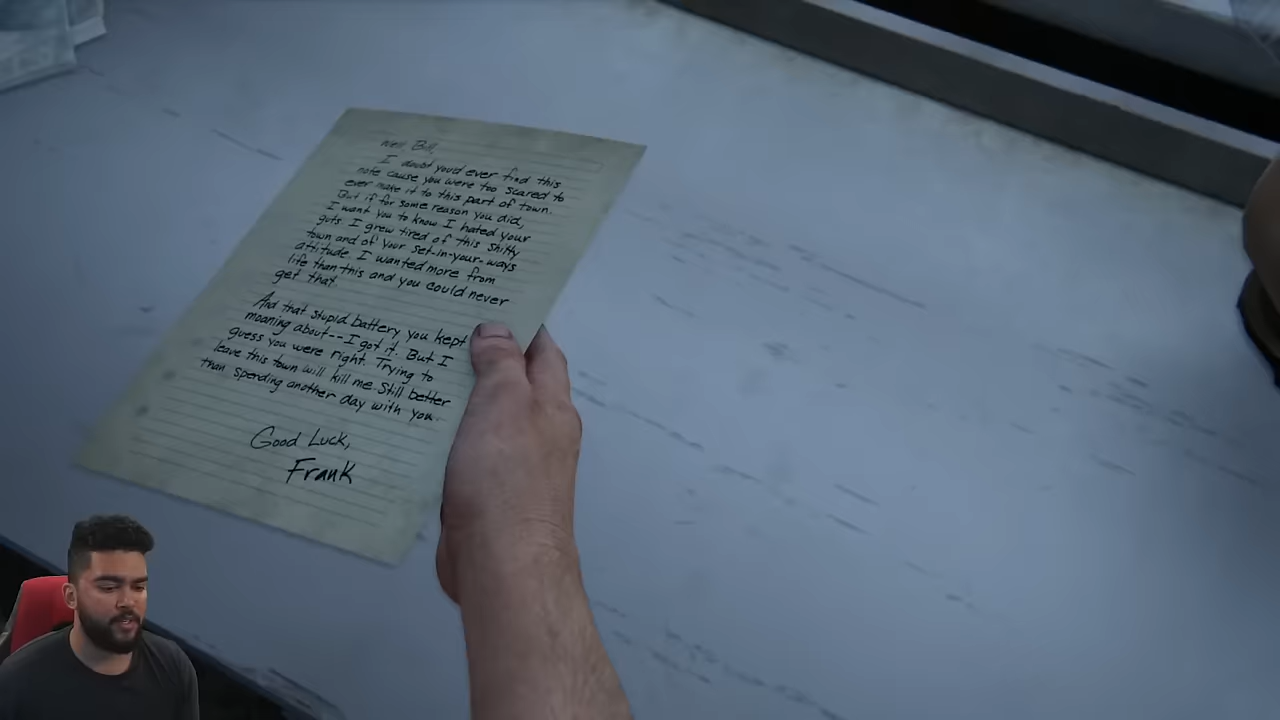 Well Bill,
I doubt you'd ever find this
note cause you were too scared to
ever make it to this part of town.
But if for some reason you did,
I want you to know I hated your
guts. I grew tired of this shitty
town and of your set-in-your-ways
attitude. I wanted more from
life than this and you could never
get that.
And that stupid battery you kept
moaning about--I got it. But I
guess you were right. Trying to
leave this town will kill me. Still better
than spending another day with you.
Good Luck,
Frank